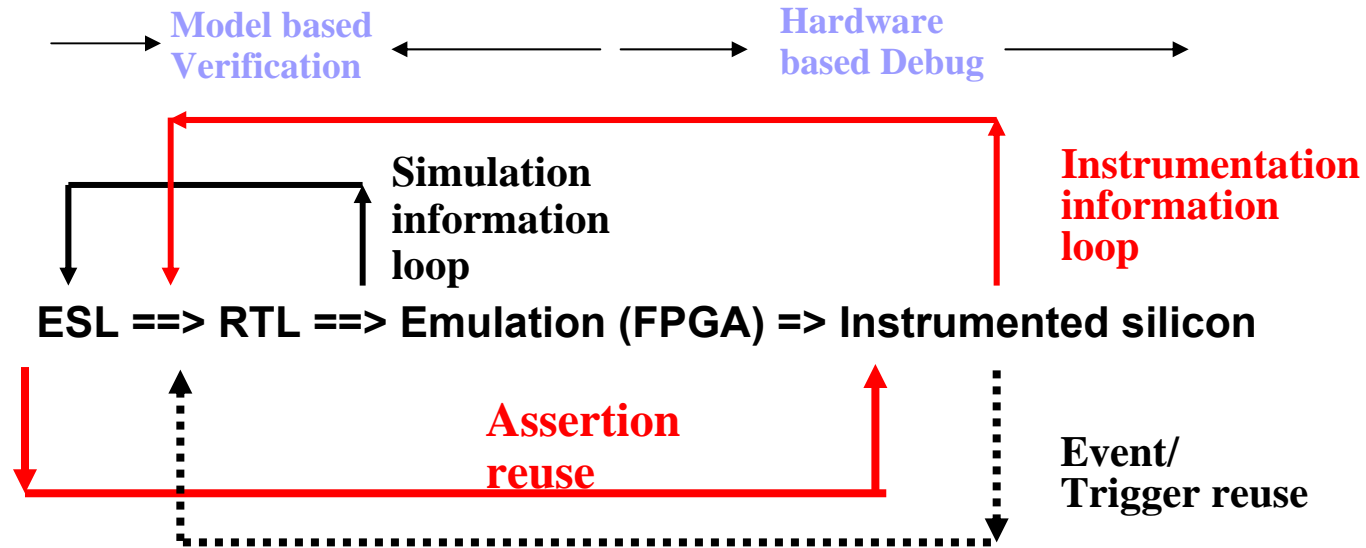 Model based
Verification
Hardware
based Debug
Simulation
information
loop
Instrumentation
information
loop
ESL ==> RTL ==> Emulation (FPGA) => Instrumented silicon
Assertion
reuse
Event/
Trigger reuse